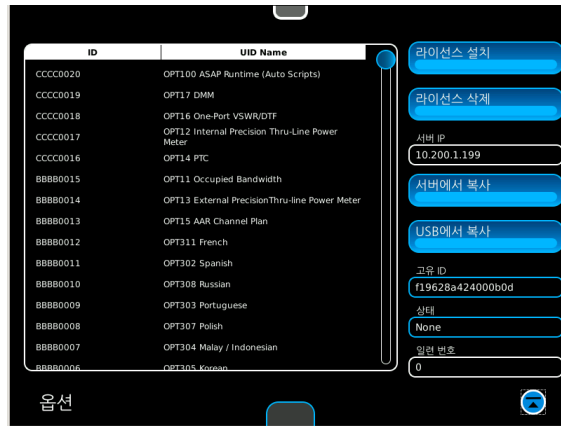 ID UID Name
CCCC0020 OPT100 ASAP Runtime (Auto Scripts)
CCCC0019 OPT17 DMM
CCCC0018 OPT16 One-Port VSWR/DTF
CCCC0017 OPT12 Internal Precision Thru-Line Power
Meter
CCCC0016 OPT14 PTC
BBBB0015 OPT11 Occupied Bandwidth
BBBB0014 OPT13 External PrecisionThru-line Power Meter
BBBB0013 OPT15 AAR Channel Plan
BBBB0012 OPT311 French
BBBB0011 OPT302 Spanish
BBBB0010 OPT308 Russian
BBBB0009 OPT303 Portuguese
BBBB0008 OPT307 Polish
BBBB0007 OPT304 Malay / Indonesian
BBBB0006 OPT305 Korean
라이선스 설치
라이선스 삭제
서버 IP
10.200.1.199
서버에서 복사
USB에서 복사
고유 ID
f19628a424000b0d
상태
None
일련 번호
0
옵션